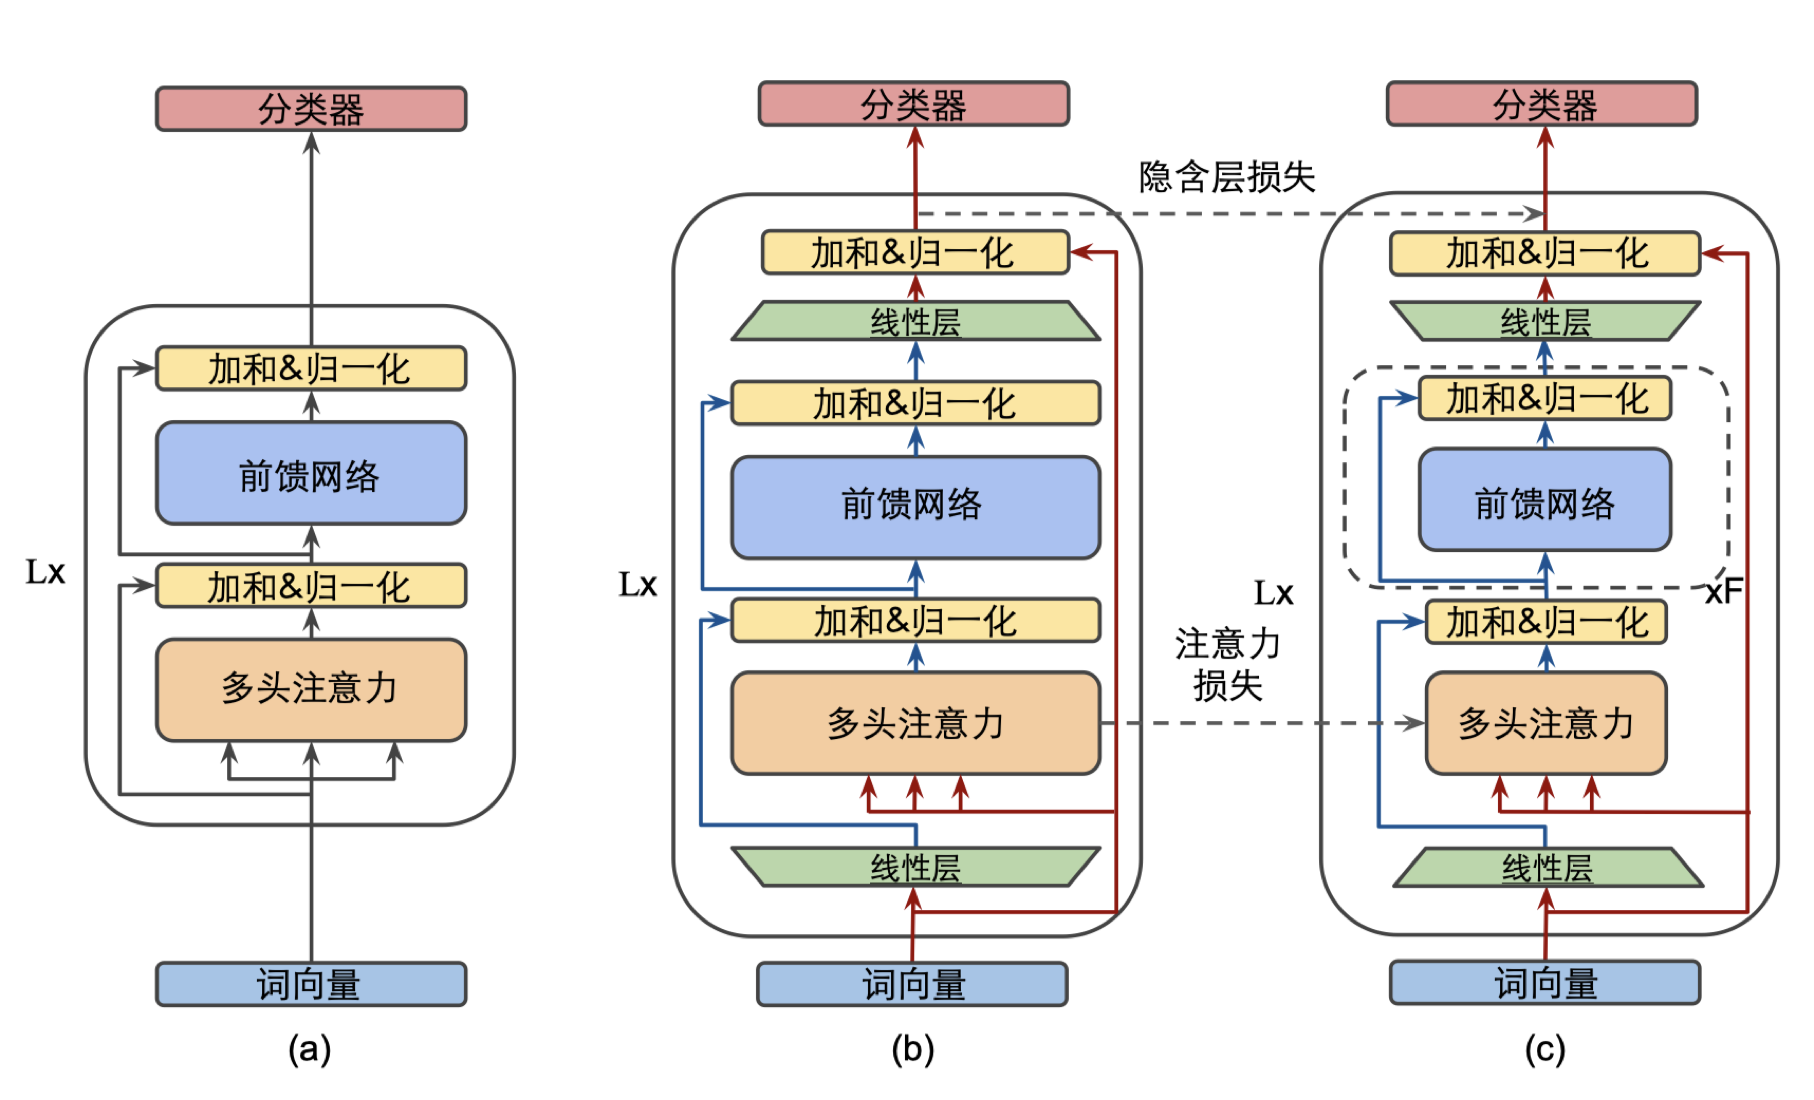 分类器
加和&归一化
前馈网络
Lx
加和&归一化
多头注意力
词向量
(a)
分类器
加和&归一化
线性层
加和&归一化
前馈网络
Lx
加和&归一化
多头注意力
线性层
词向量
(b)
隐含层损失
注意力
损失
分类器
加和&归一化
线性层
加和&归一化
前馈网络
xF
Lx
加和&归一化
多头注意力
线性层
词向量
(c)